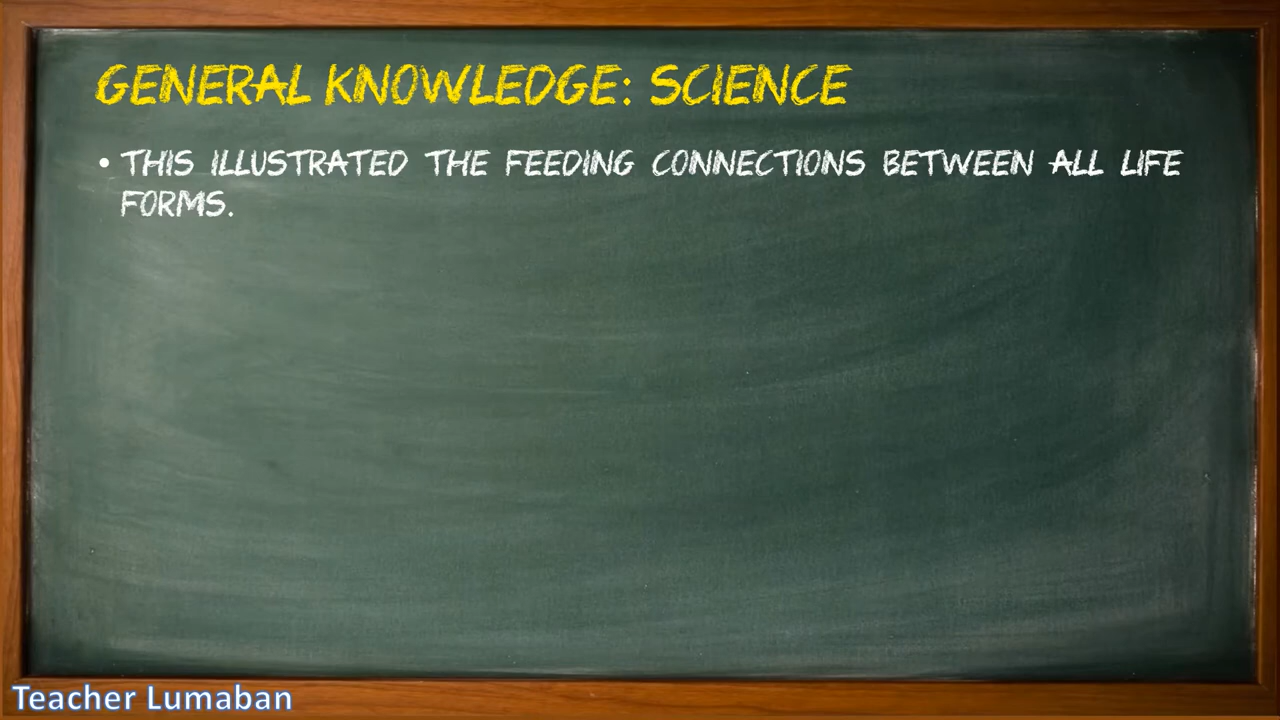 GENERAL KNOWLEDGE: SCIENCE
• THIS ILLUSTRATED THE FEEDING CONNECTIONS BETWEEN ALL LIFE
FORMS.
Teacher Lumaban